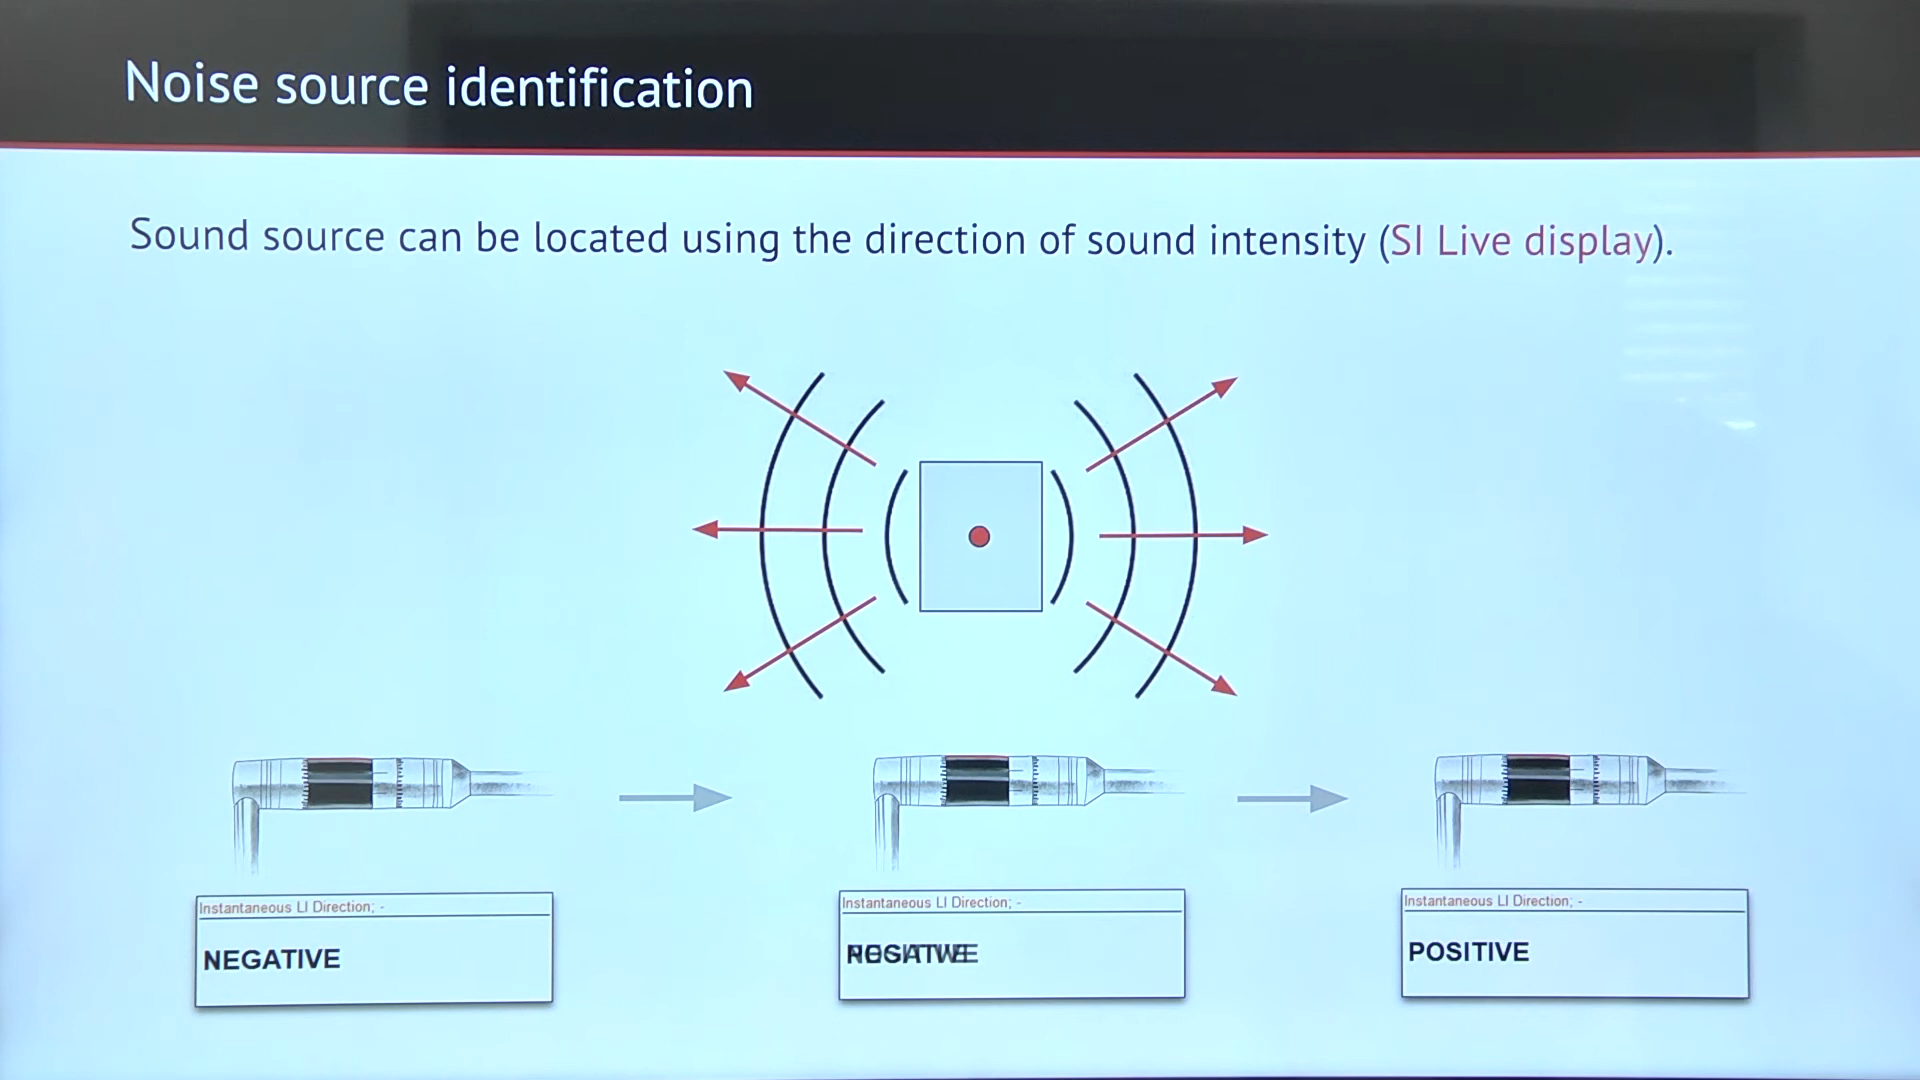 Noise source identification
Sound source can be located using the direction of sound intensity (SI Live display).
Instantaneous LI Direction; -
NEGATIVE
Instantaneous LI Direction; -
Instantaneous LI Direction; -
POSITIVE